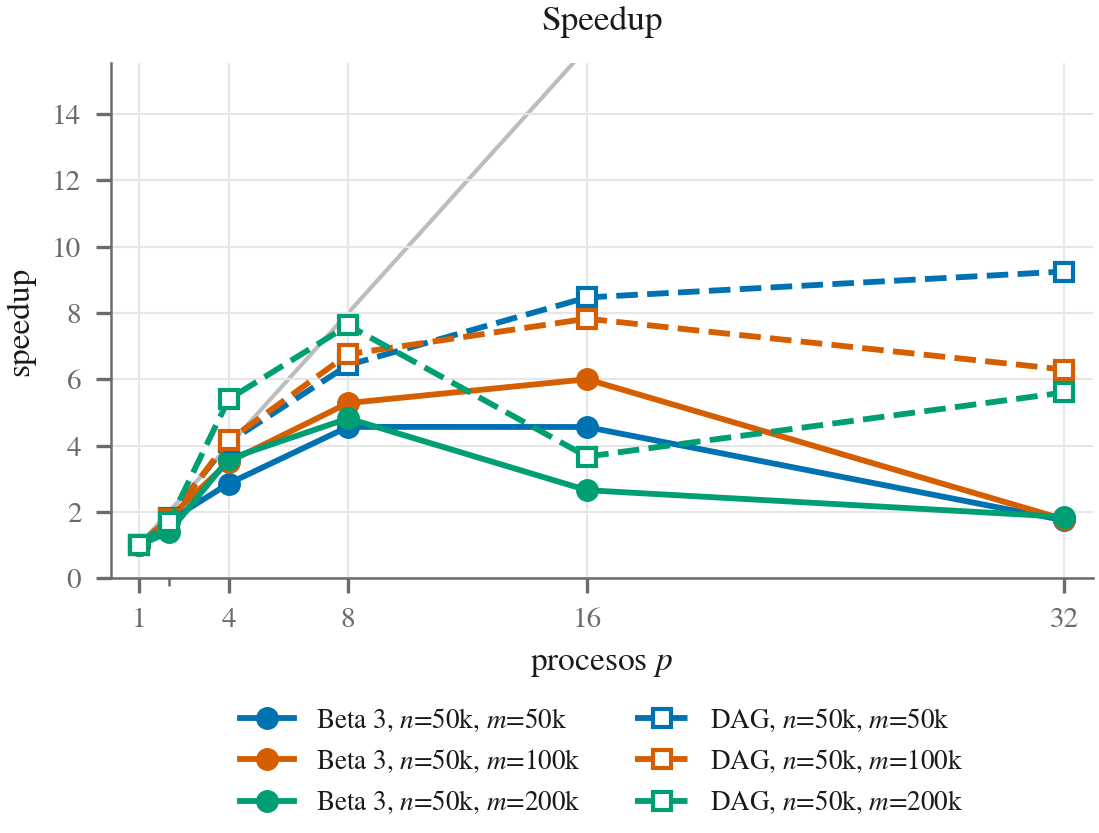 Speedup
14
12
10
8
6
4
2
0
speedup
1 4 8 16 32
procesos p
Beta 3, n=50k, m=50k
Beta 3, n=50k, m=100k
Beta 3, n=50k, m=200k
DAG, n=50k, m=50k
DAG, n=50k, m=100k
DAG, n=50k, m=200k